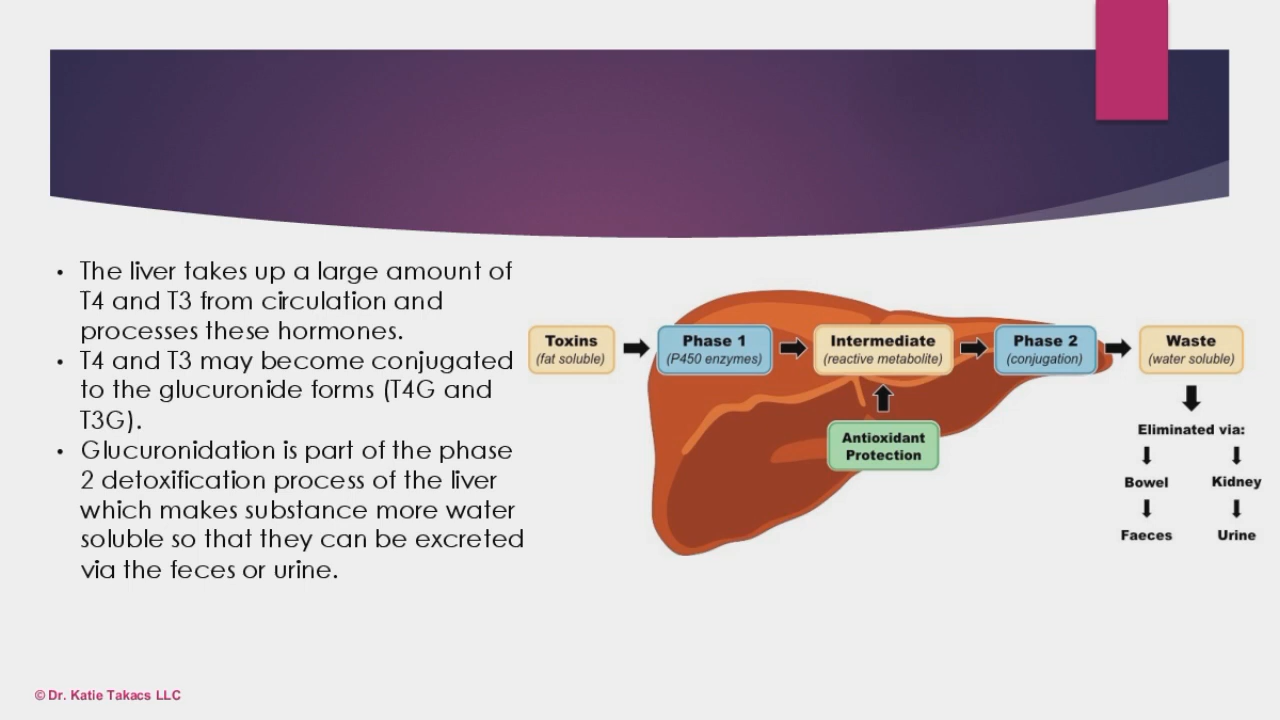 • The liver takes up a large amount of
T4 and T3 from circulation and
processes these hormones.
• T4 and T3 may become conjugated
to the glucuronide forms (T4G and
T3G).
• Glucuronidation is part of the phase
2 detoxification process of the liver
which makes substance more water
soluble so that they can be excreted
via the feces or urine.
Toxins
(fat soluble)
Phase 1
(P450 enzymes)
Intermediate
(reactive metabolite)
Phase 2
(conjugation)
Waste
(water soluble)
Antioxidant
Protection
Eliminated via:
Bowel
Kidney
Faeces
Urine
© Dr. Katie Takacs LLC